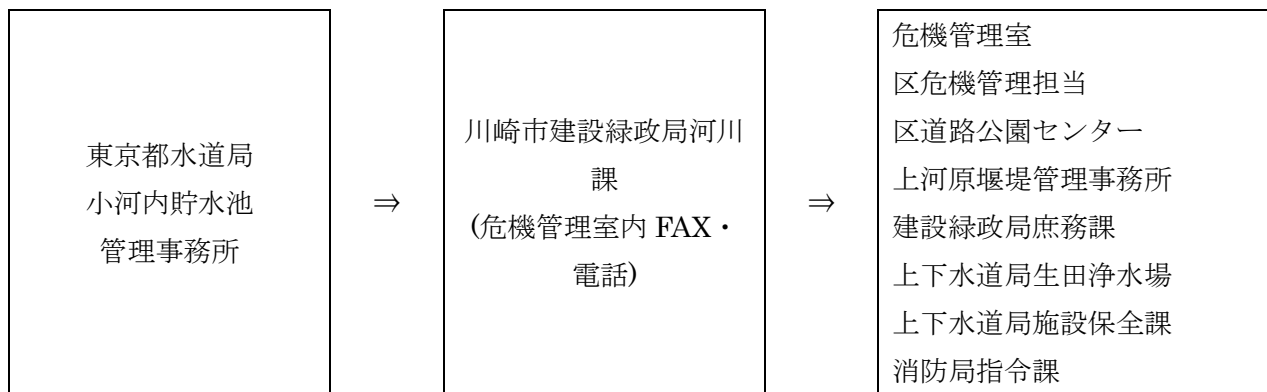 東京都水道局
小河内貯水池
管理事務所
⇒
川崎市建設緑政局河川
課
(危機管理室内 FAX・
電話)
⇒
危機管理室
区危機管理担当
区道路公園センター
上河原堰堤管理事務所
建設緑政局庶務課
上下水道局生田浄水場
上下水道局施設保全課
消防局指令課